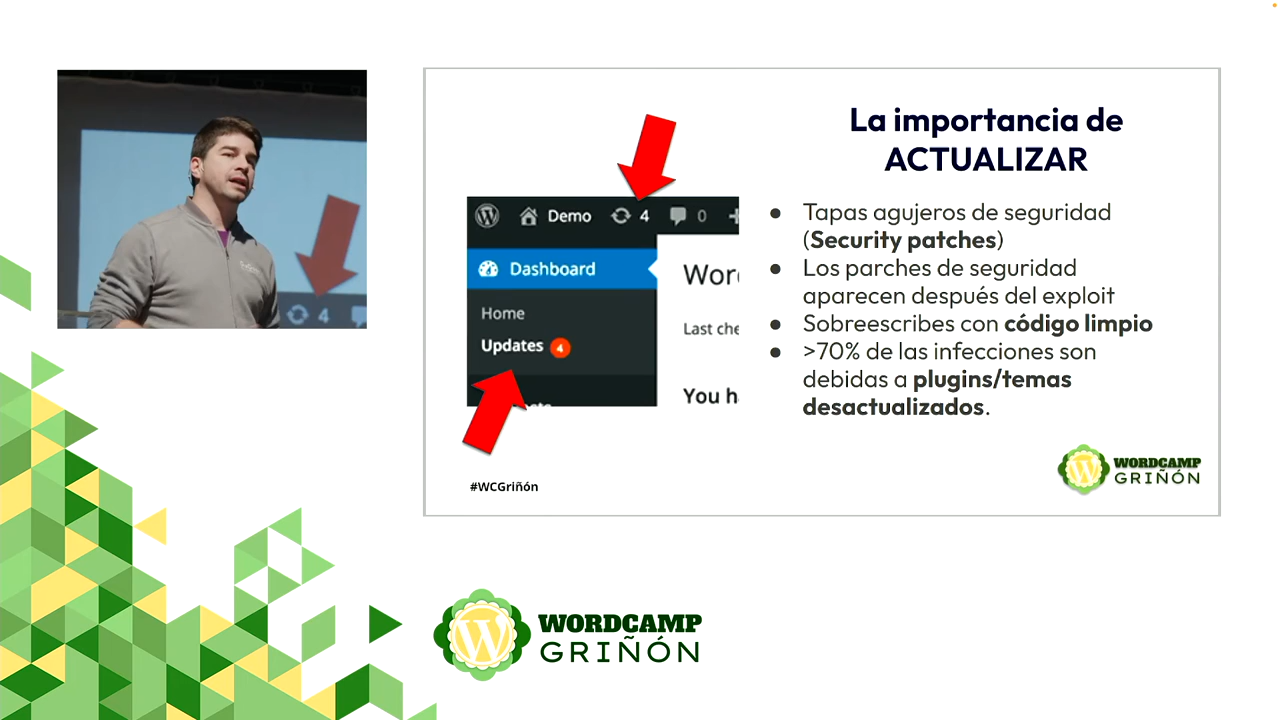 4
La importancia de
ACTUALIZAR
Demo 4 0
Dashboard
Home
Updates 4
Wor
Last che
You h
● Tapas agujeros de seguridad
(Security patches)
● Los parches de seguridad
aparecen después del exploit
● Sobreescribes con código limpio
● >70% de las infecciones son
debidas a plugins/temas
desactualizados.
#WCGriñón
WORDCAMP
GRIÑÓN
WORDCAMP
GRIÑÓN